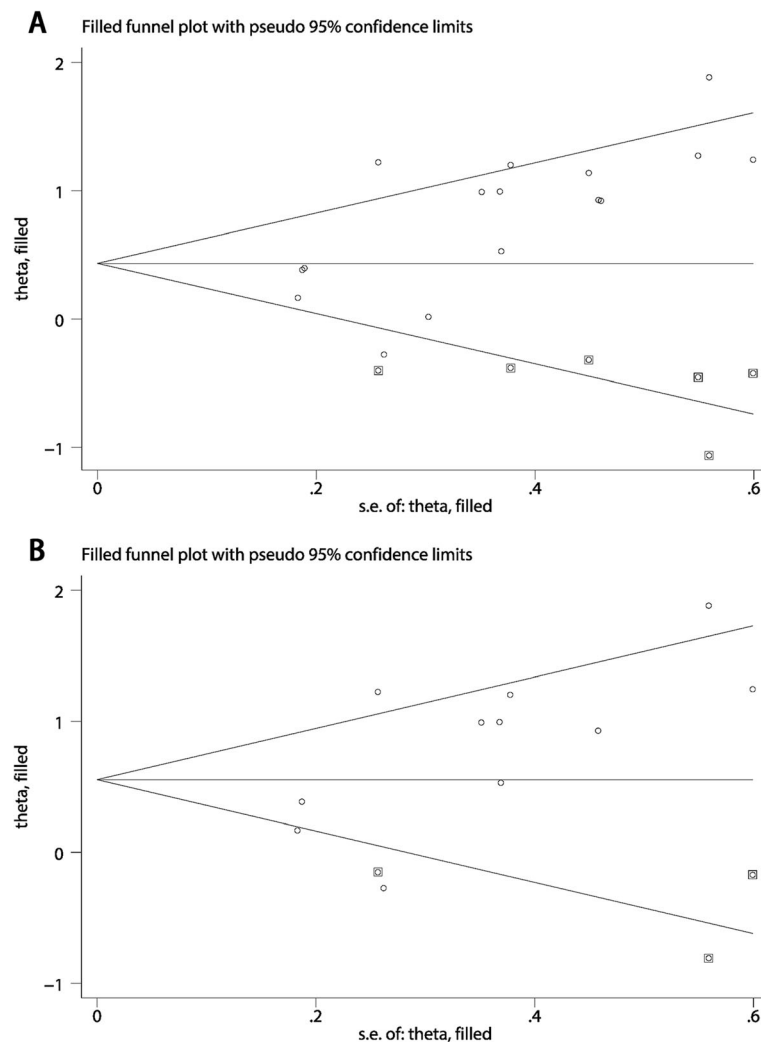 A
Filled funnel plot with pseudo 95% confidence limits
2
1
0
−1
theta, filled
0
.2
.4
.6
s.e. of: theta, filled
B
Filled funnel plot with pseudo 95% confidence limits
2
1
0
−1
theta, filled
0
.2
.4
.6
s.e. of: theta, filled